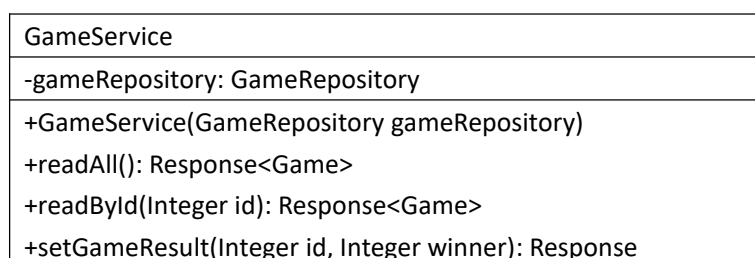 GameService
-gameRepository: GameRepository
+GameService(GameRepository gameRepository)
+readAll(): Response<Game>
+readById(Integer id): Response<Game>
+setGameResult(Integer id, Integer winner): Response